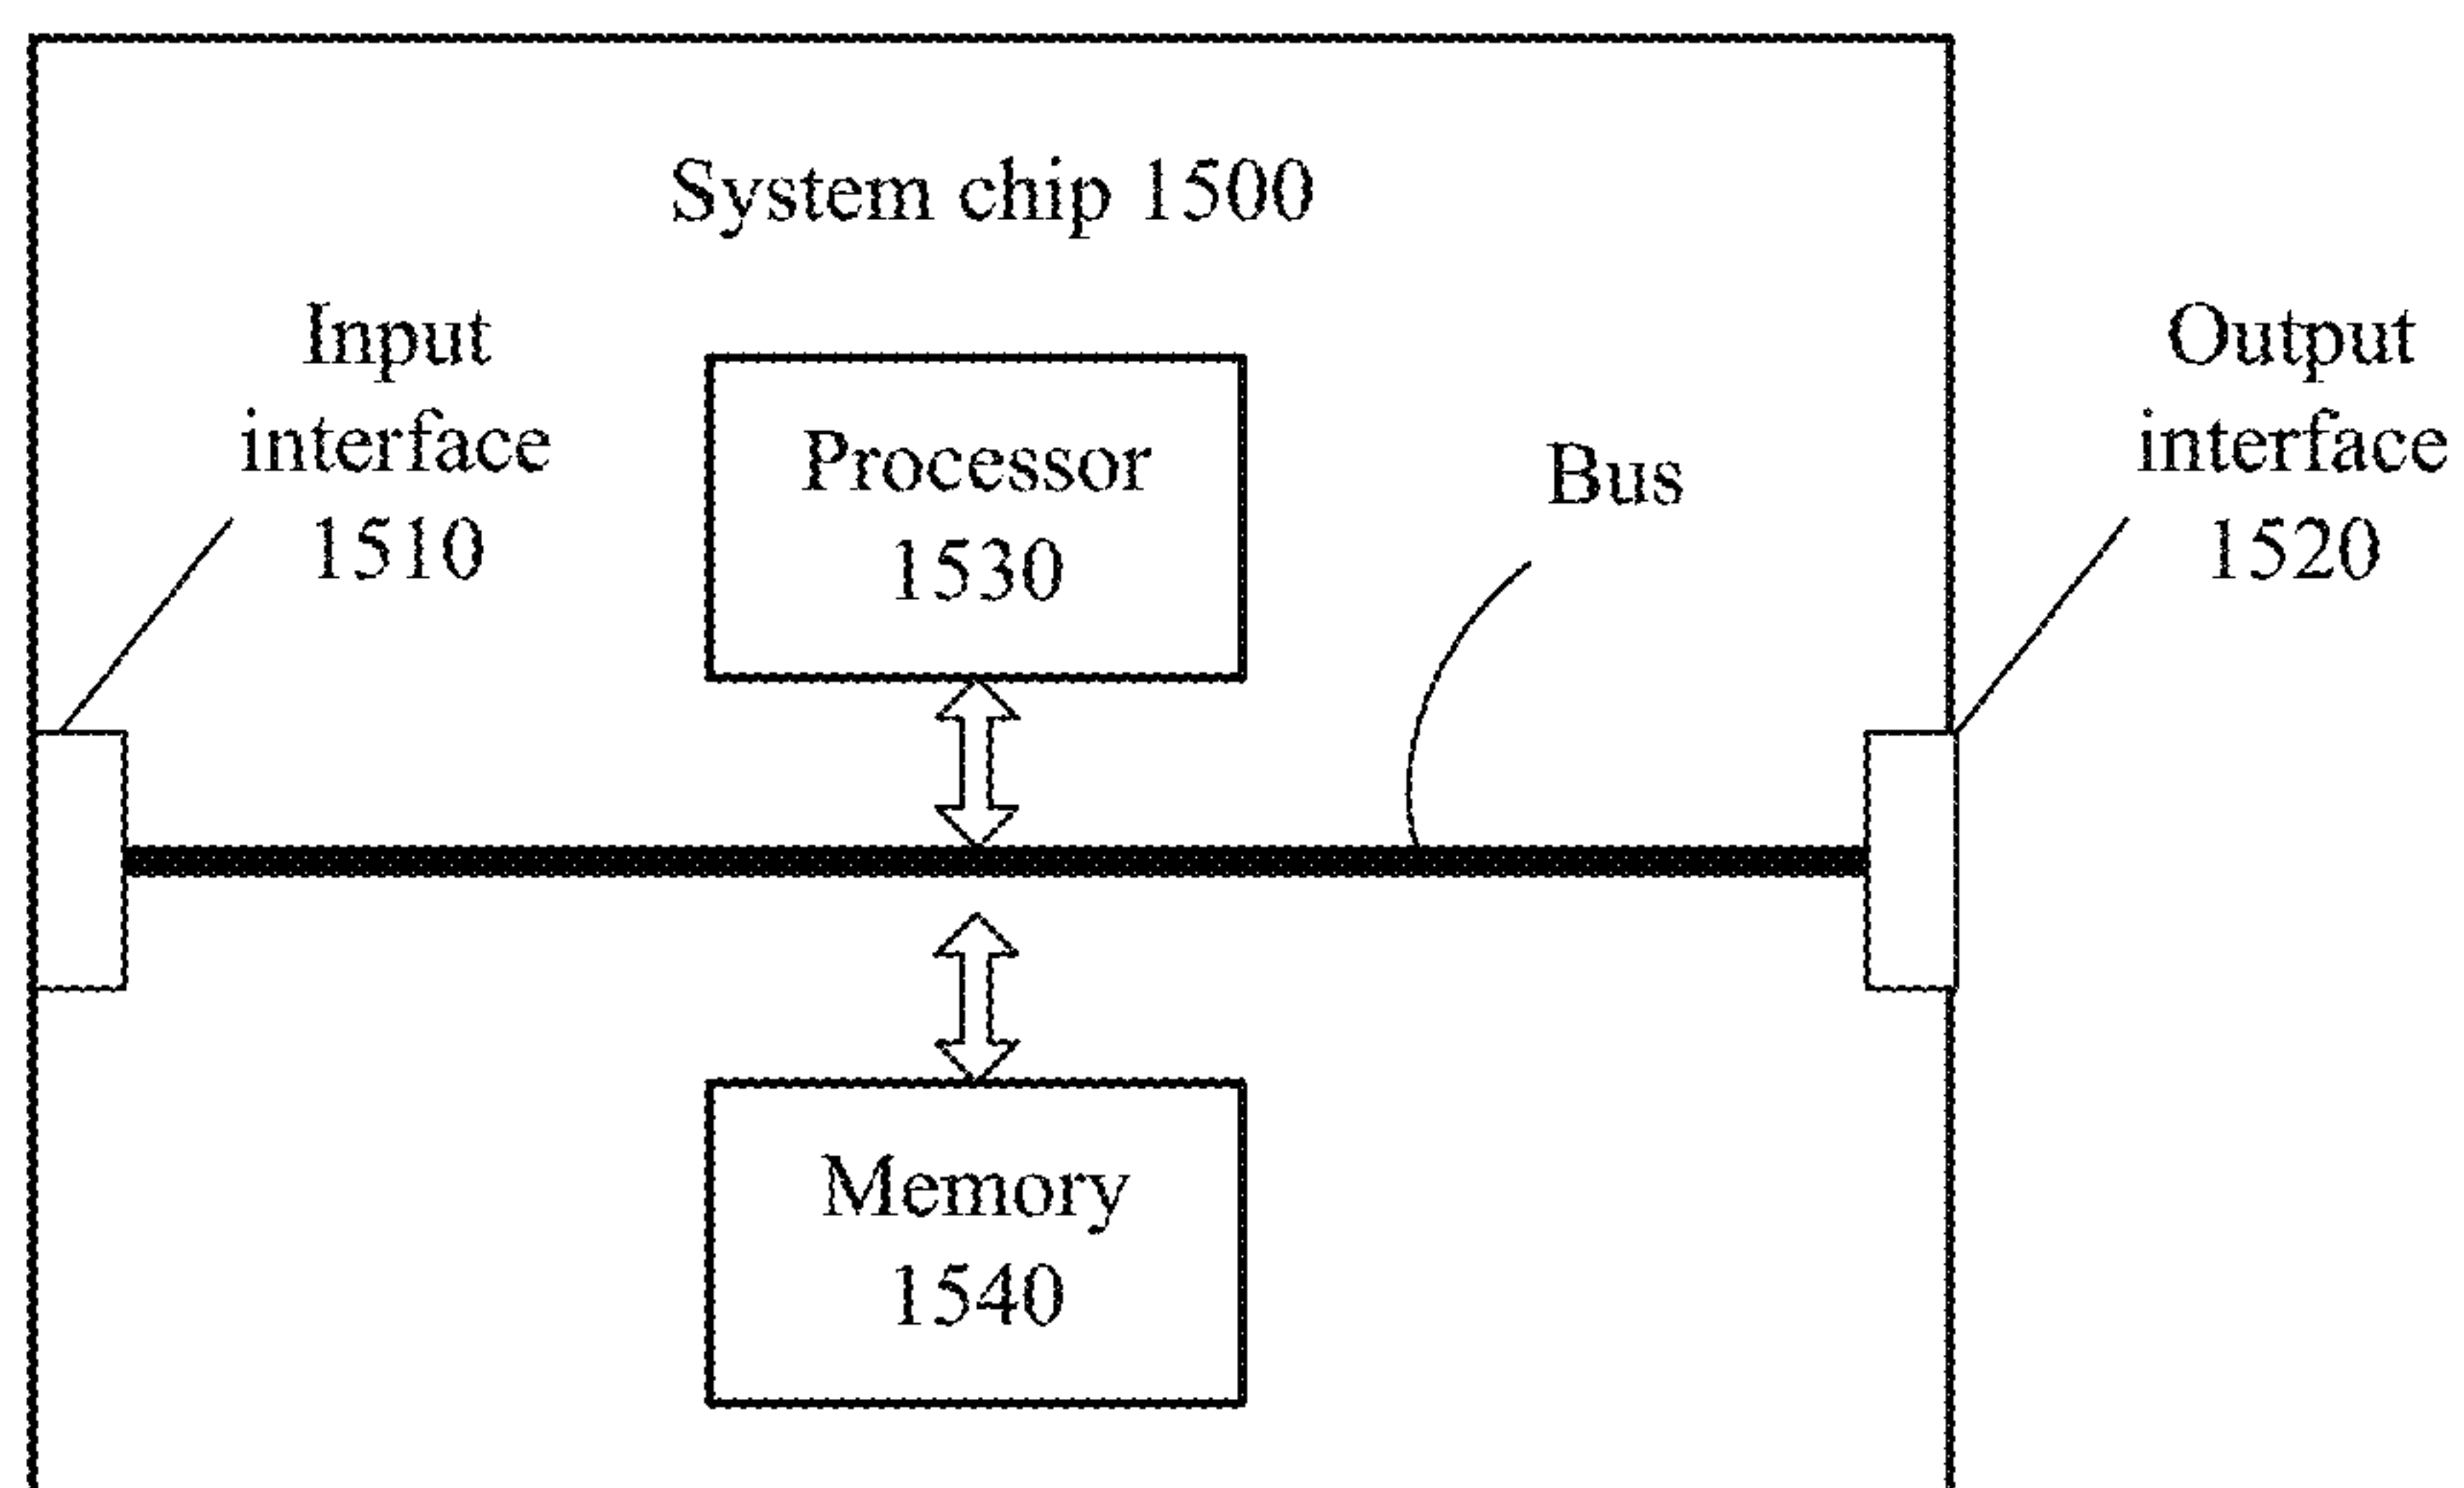 System chip 1500
Input
interface
1510
Processor
1530
Bus
Output
interface
1520
Memory
1540